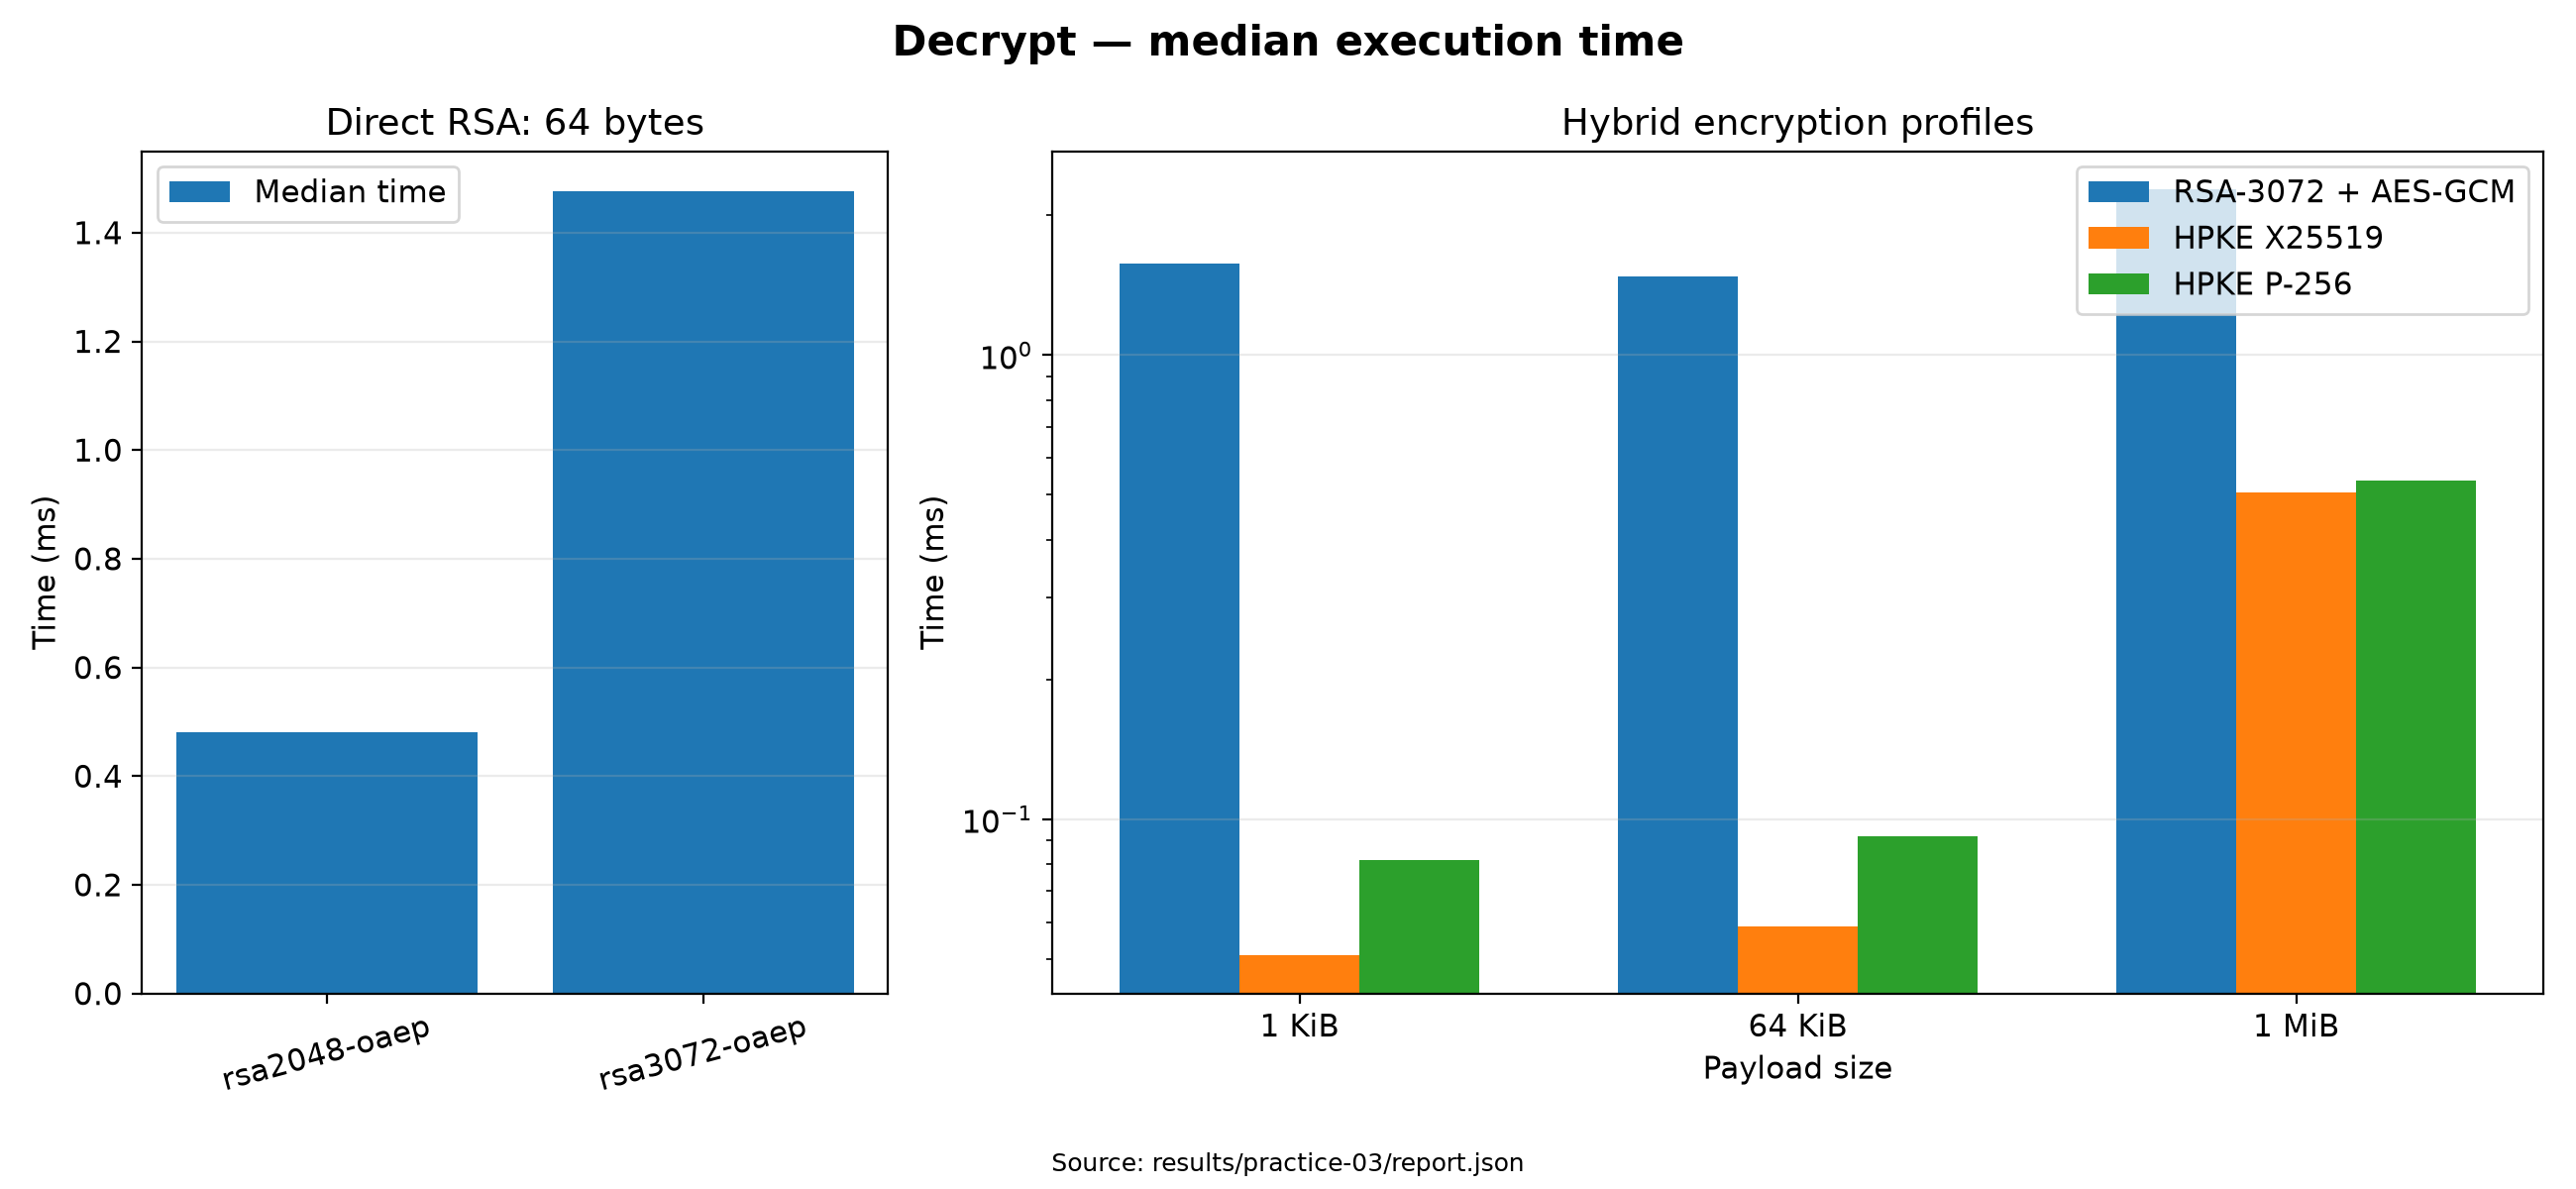 Decrypt — median execution time
Direct RSA: 64 bytes
Median time
1.4
1.2
1.0
0.8
0.6
0.4
0.2
0.0
Time (ms)
rsa2048-oaep
rsa3072-oaep
Hybrid encryption profiles
RSA-3072 + AES-GCM
HPKE X25519
HPKE P-256
10⁰
10⁻¹
Time (ms)
1 KiB
64 KiB
1 MiB
Payload size
Source: results/practice-03/report.json